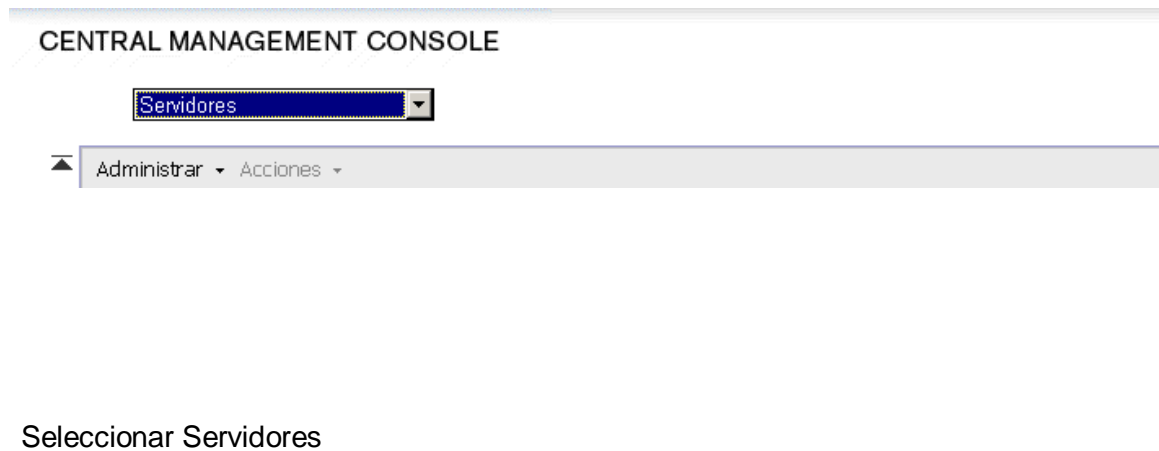 CENTRAL MANAGEMENT CONSOLE
Servidores
Administrar Acciones
Seleccionar Servidores